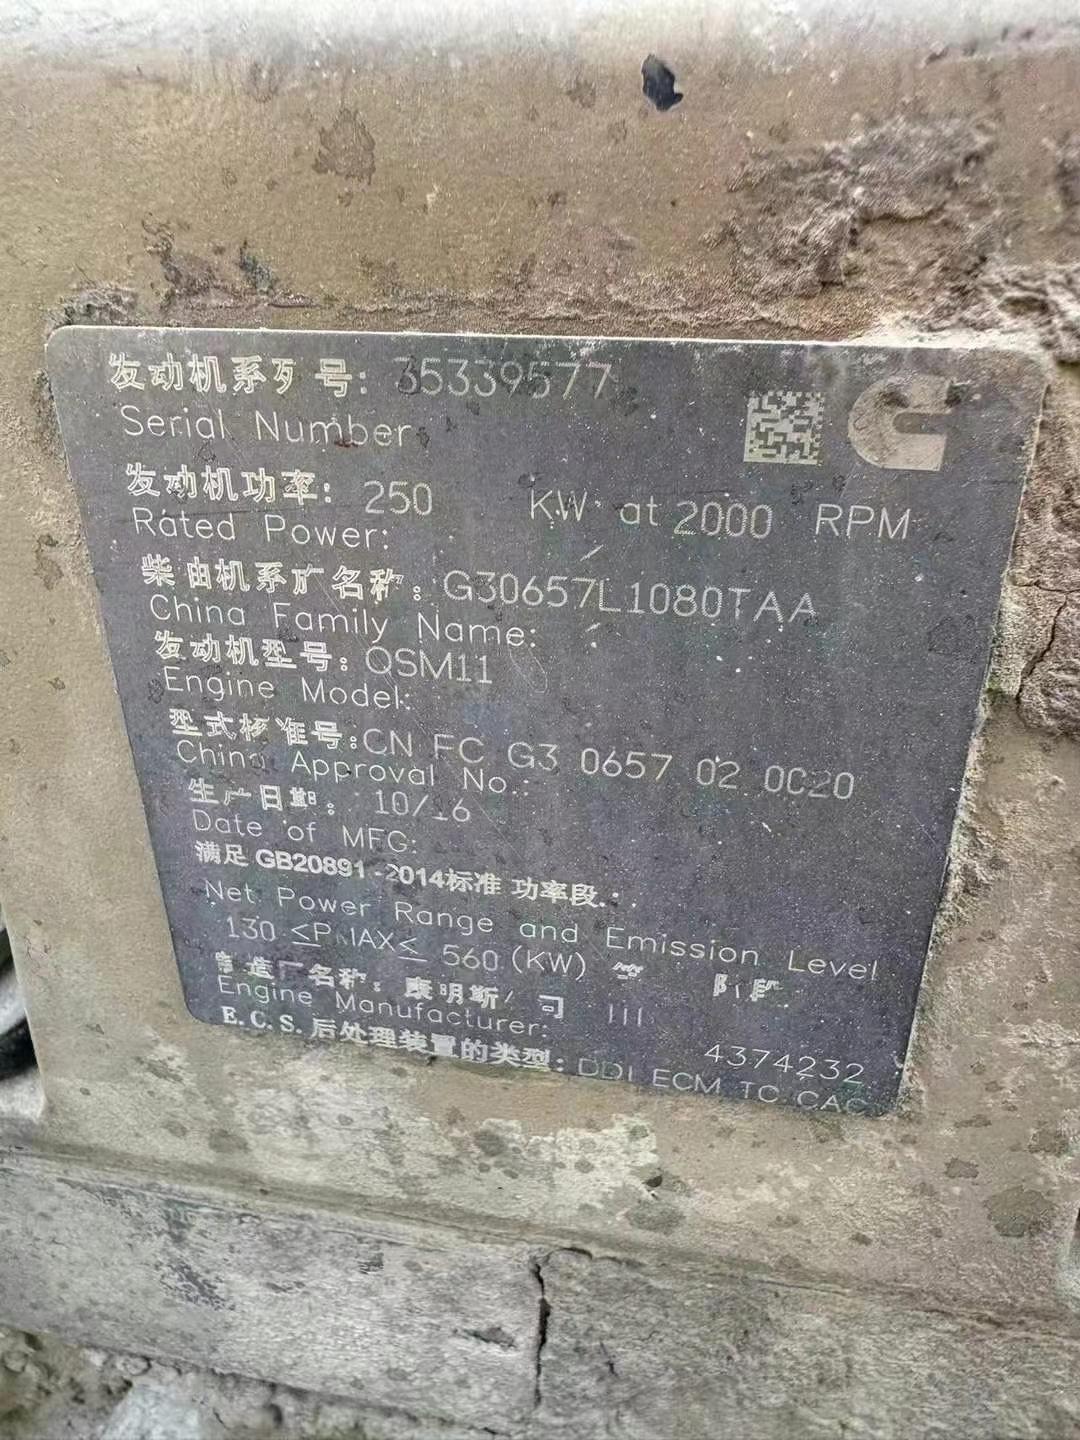 发动机系列号: 35339577
Serial Number:
发动机功率: 250 KW at 2000 RPM
Rated Power:
柴油机系族名称: G30657L1080TAA
China Family Name:
发动机型号: QSM11
Engine Model:
型式核准号: CN FC G3 0657 02 0C20
China Approval No.:
生产日期: 10/16
Date of MFG:
满足GB20891-2014标准 功率段.:
Net Power Range and Emission Level
130 ≤PMAX≤ 560 (KW)
制造厂名称: 康明斯公司 III
Engine Manufacturer:
4374232
E.C.S.后处理装置的类型: DDI ECM TC CAC